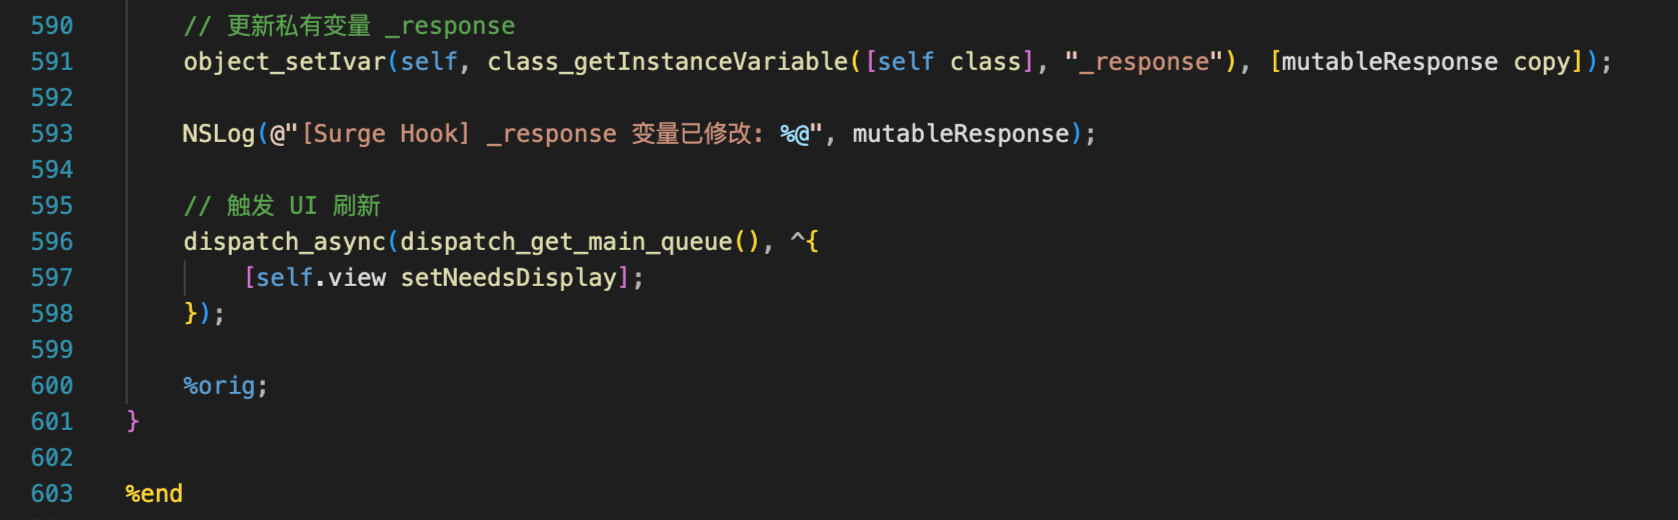 590 // 更新私有变量 _response
591 object_setIvar(self, class_getInstanceVariable([self class], "_response"), [mutableResponse copy]);
592
593 NSLog(@"[Surge Hook] _response 变量已修改: %@", mutableResponse);
594
595 // 触发 UI 刷新
596 dispatch_async(dispatch_get_main_queue(), ^{
597 [self.view setNeedsDisplay];
598 });
599
600 %orig;
601 }
602
603 %end